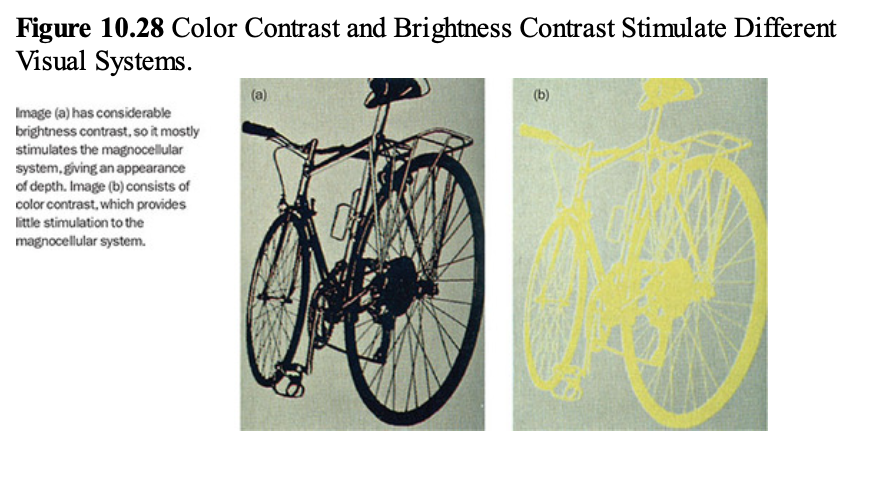 Figure 10.28 Color Contrast and Brightness Contrast Stimulate Different
Visual Systems.
Image (a) has considerable
brightness contrast, so it mostly
stimulates the magnocellular
system, giving an appearance
of depth. Image (b) consists of
color contrast, which provides
little stimulation to the
magnocellular system.
(a)
(b)